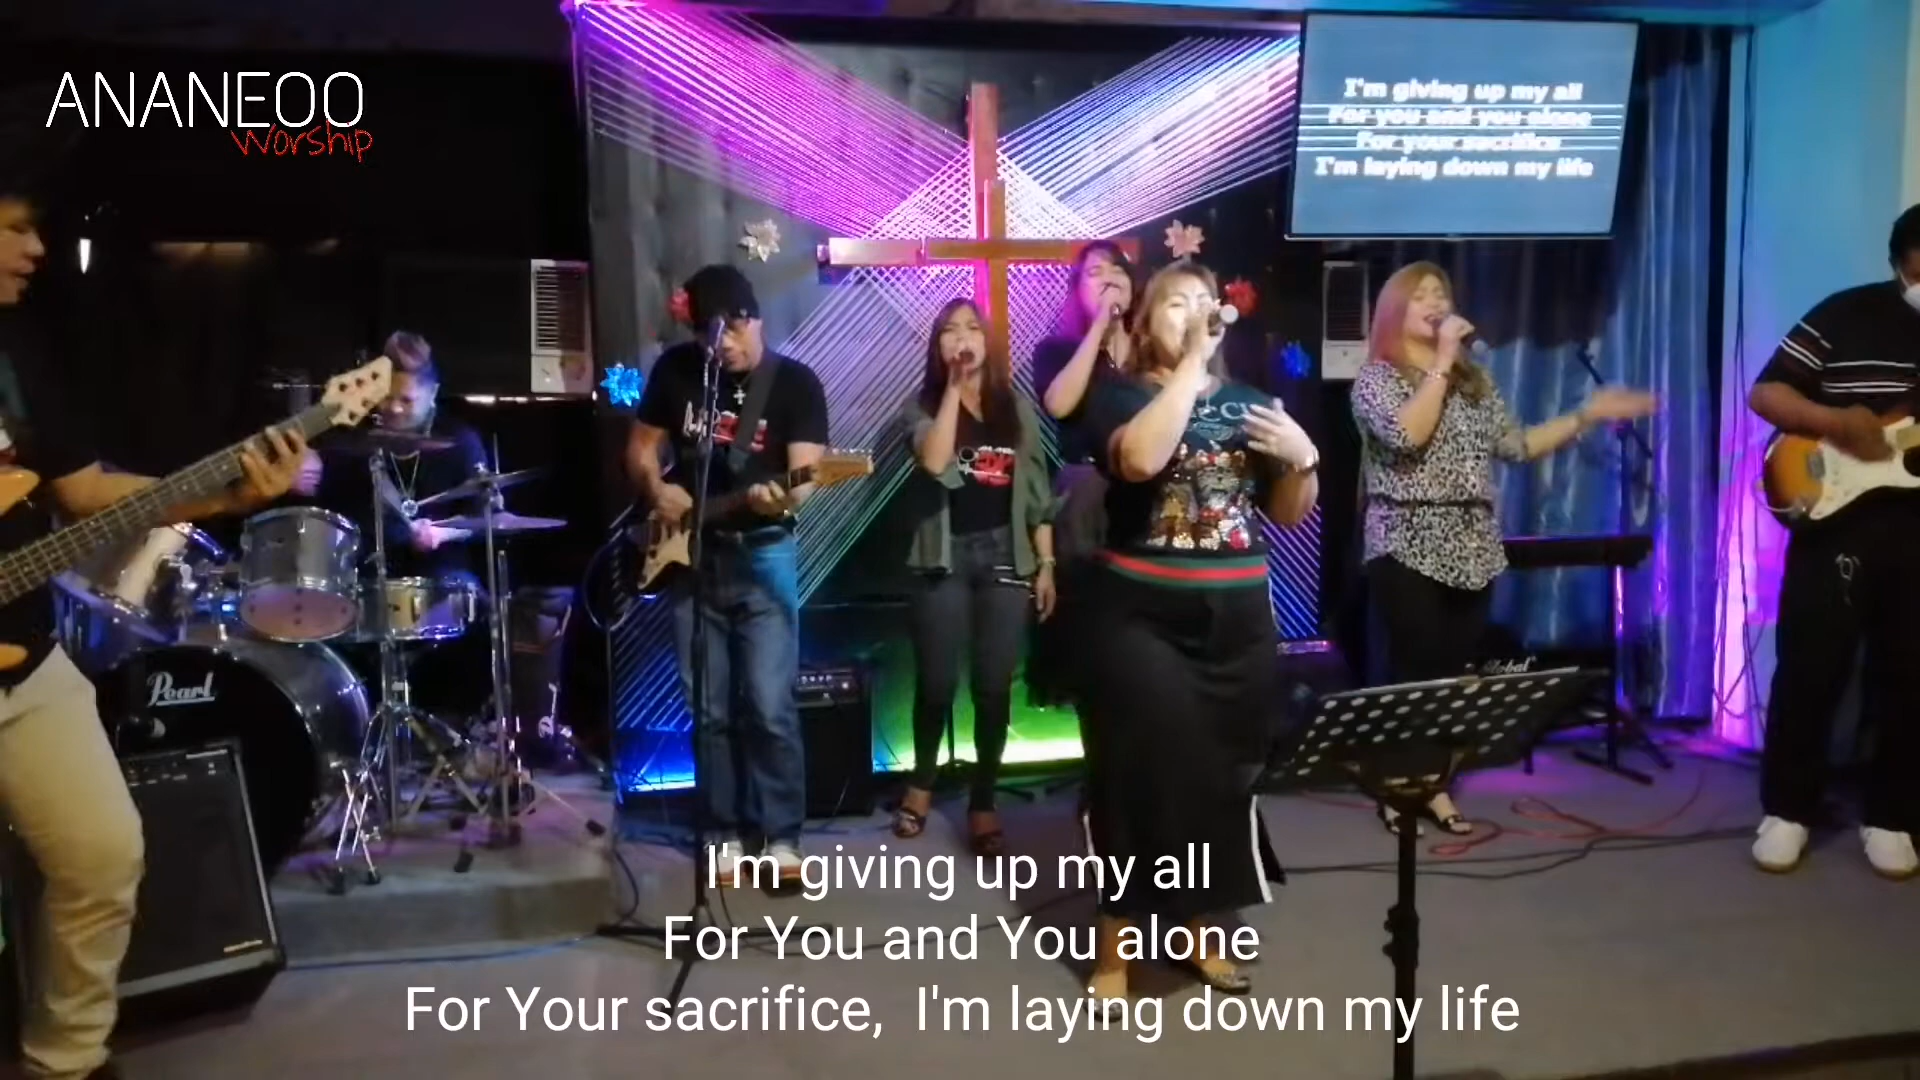 ANANEOO
Worship
I'm giving up my all
For you and you alone
For your sacrifice
I'm laying down my life
Pearl
Global
I'm giving up my all
For You and You alone
For Your sacrifice, I'm laying down my life